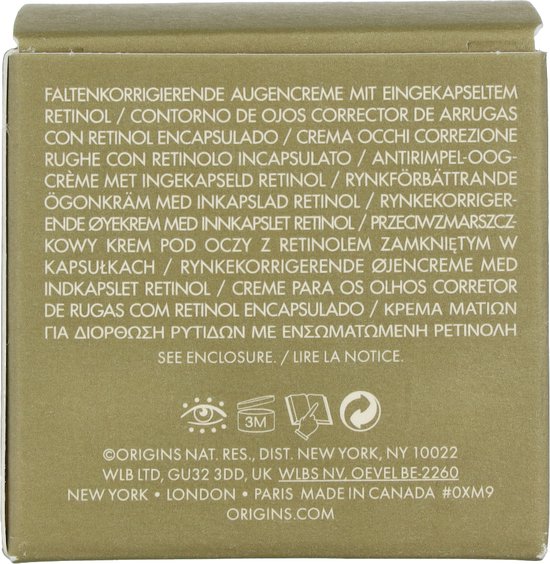 FALTENKORRIGIERENDE AUGENCREME MIT EINGEKAPSELTEM
RETINOL / CONTORNO DE OJOS CORRECTOR DE ARRUGAS
CON RETINOL ENCAPSULADO / CREMA OCCHI CORREZIONE
RUGHE CON RETINOLO INCAPSULATO / ANTIRIMPEL-OOG-
CRÈME MET INGEKAPSELD RETINOL / RYNKFÖRBÄTTRANDE
ÖGONKRÄM MED INKAPSLAD RETINOL / RYNKEKORRIGER-
ENDE ØYEKREM MED INNKAPSLET RETINOL / PRZECIWZMARSZCZ-
KOWY KREM POD OCZY Z RETINOLEM ZAMKNIĘTYM W
KAPSUŁKACH / RYNKEKORRIGERENDE ØJENCREME MED
INDKAPSLET RETINOL / CREME PARA OS OLHOS CORRETOR
DE RUGAS COM RETINOL ENCAPSULADO / ΚΡΕΜΑ ΜΑΤΙΩΝ
ΓΙΑ ΔΙΟΡΘΩΣΗ ΡΥΤΙΔΩΝ ΜΕ ΕΝΣΩΜΑΤΩΜΕΝΗ ΡΕΤΙΝΟΛΗ
SEE ENCLOSURE. / LIRE LA NOTICE.
3M
©ORIGINS NAT. RES., DIST. NEW YORK, NY 10022
WLB LTD, GU32 3DD, UK WLBS NV. OEVEL BE-2260
NEW YORK • LONDON • PARIS MADE IN CANADA #0XM9
ORIGINS.COM